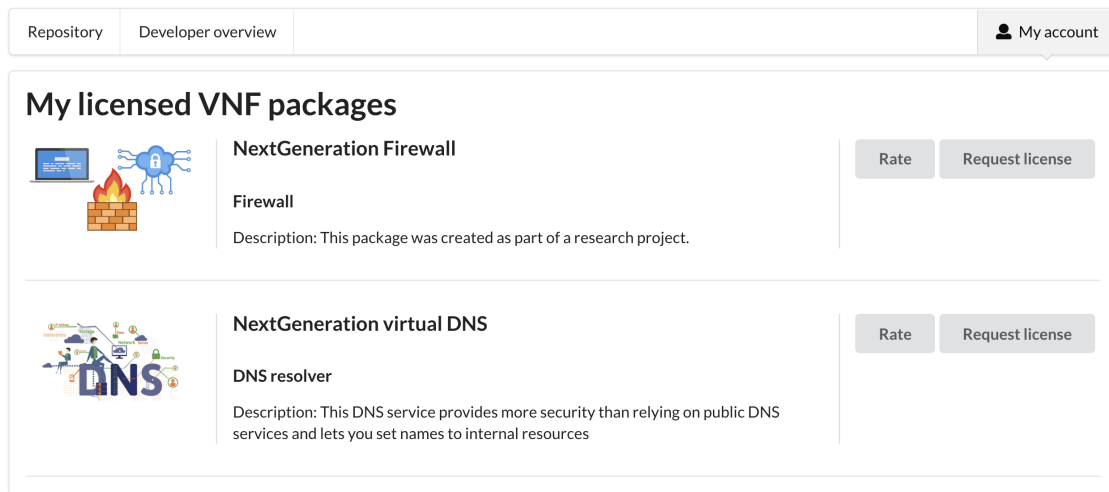 Repository
Developer overview
My account
My licensed VNF packages
NextGeneration Firewall
Rate
Request license
Firewall
Description: This package was created as part of a research project.
NextGeneration virtual DNS
Rate
Request license
DNS resolver
Description: This DNS service provides more security than relying on public DNS
services and lets you set names to internal resources
Network
Security
DNS